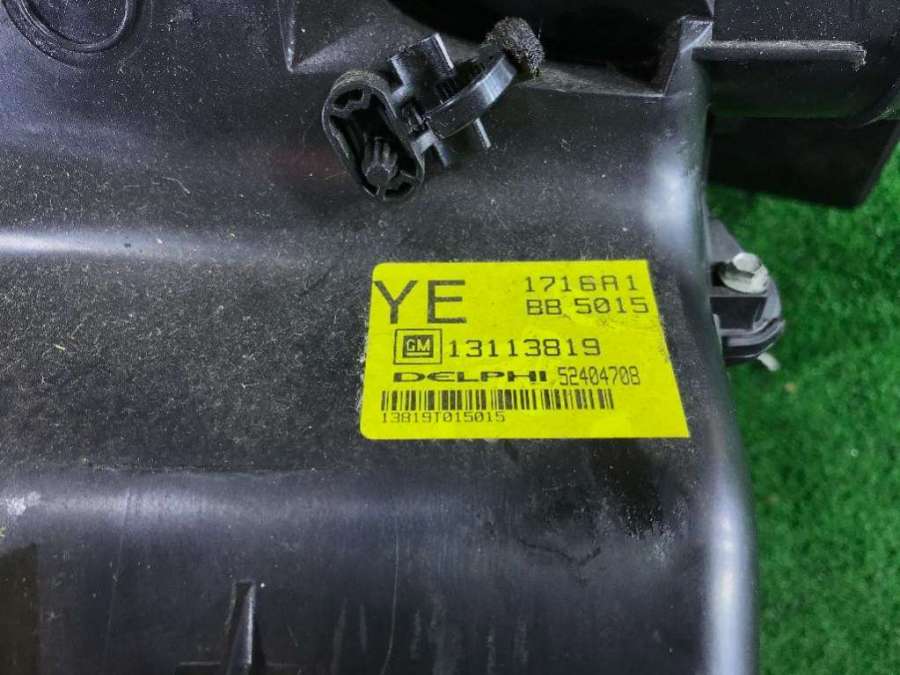 YE
1716A1
BB 5015
GM 13113819
DELPHI 52404708
13819T015015